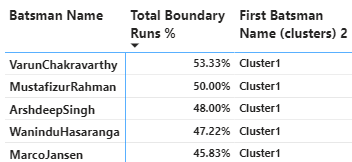 Batsman Name Total Boundary First Batsman
Runs % Name (clusters) 2
VarunChakravarthy 53.33% Cluster1
MustafizurRahman 50.00% Cluster1
ArshdeepSingh 48.00% Cluster1
WaninduHasaranga 47.22% Cluster1
MarcoJansen 45.83% Cluster1